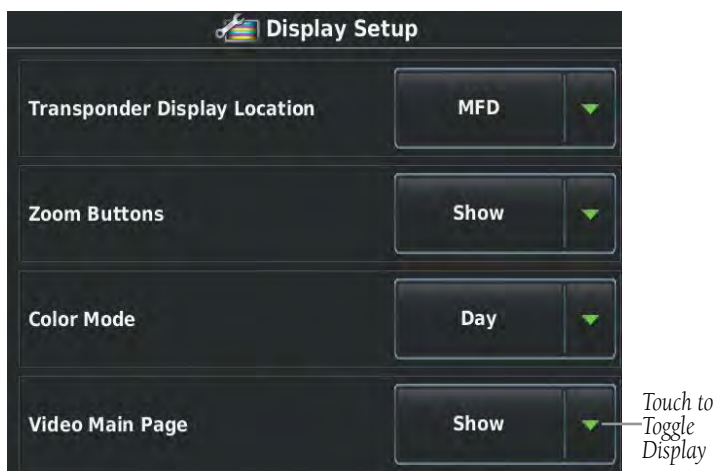 Display Setup
Transponder Display Location
MFD
Zoom Buttons
Show
Color Mode
Day
Video Main Page
Show
Touch to
Toggle
Display